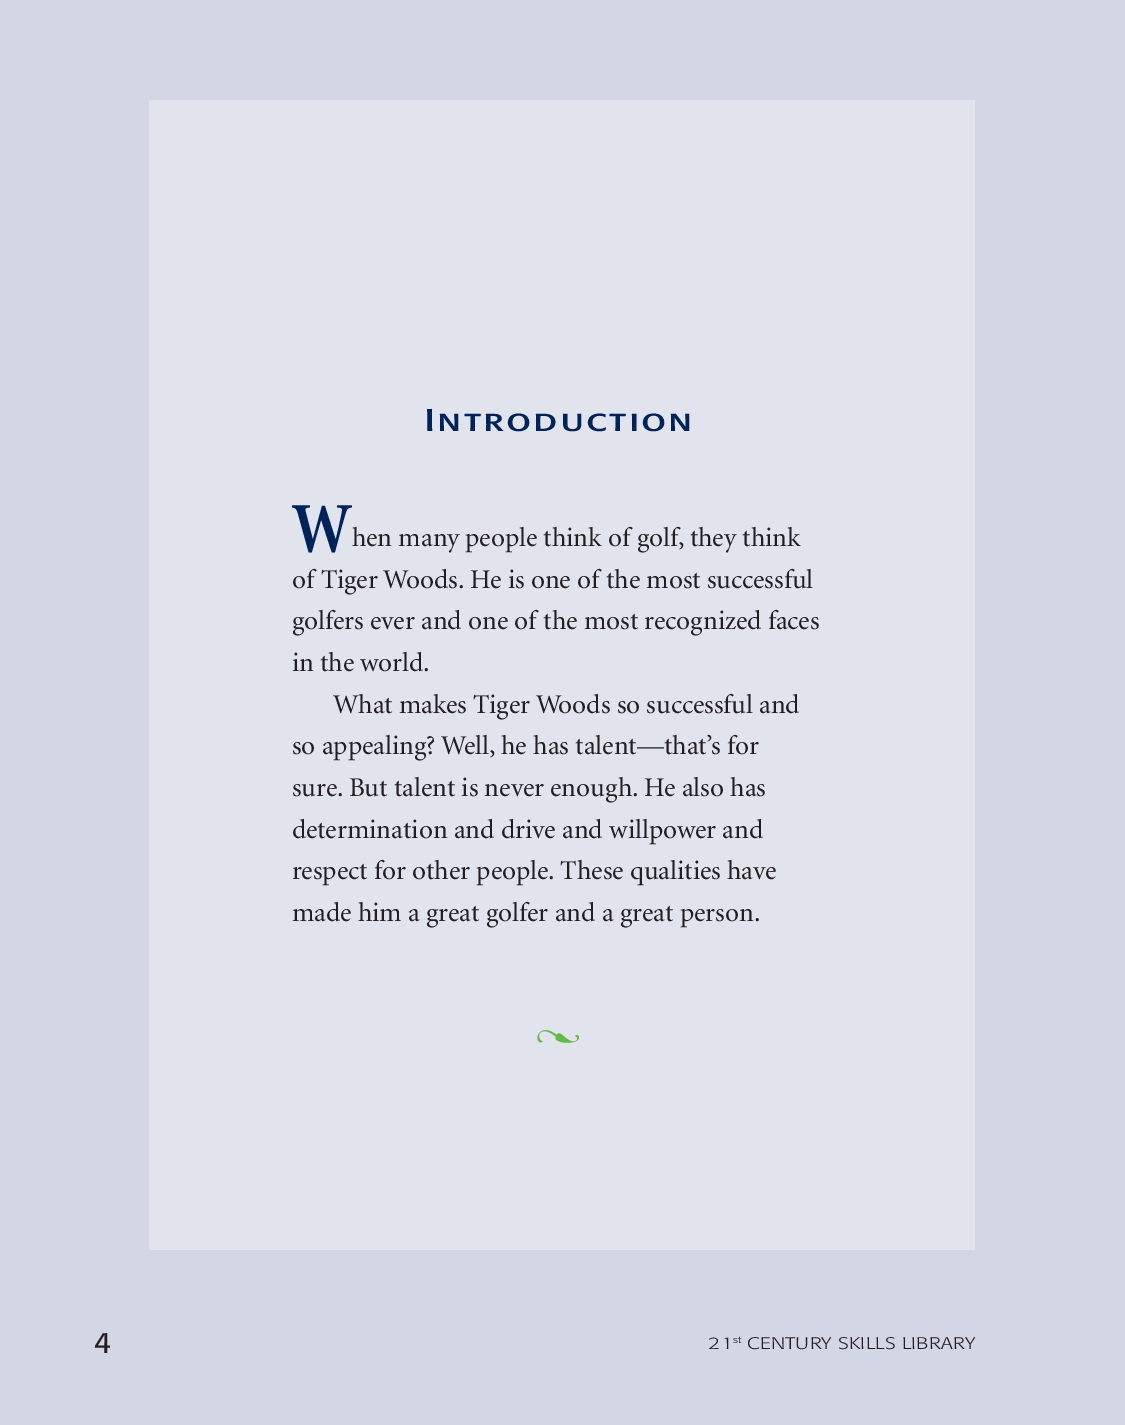 INTRODUCTION
When many people think of golf, they think
of Tiger Woods. He is one of the most successful
golfers ever and one of the most recognized faces
in the world.
What makes Tiger Woods so successful and
so appealing? Well, he has talent—that’s for
sure. But talent is never enough. He also has
determination and drive and willpower and
respect for other people. These qualities have
made him a great golfer and a great person.
4
21st CENTURY SKILLS LIBRARY